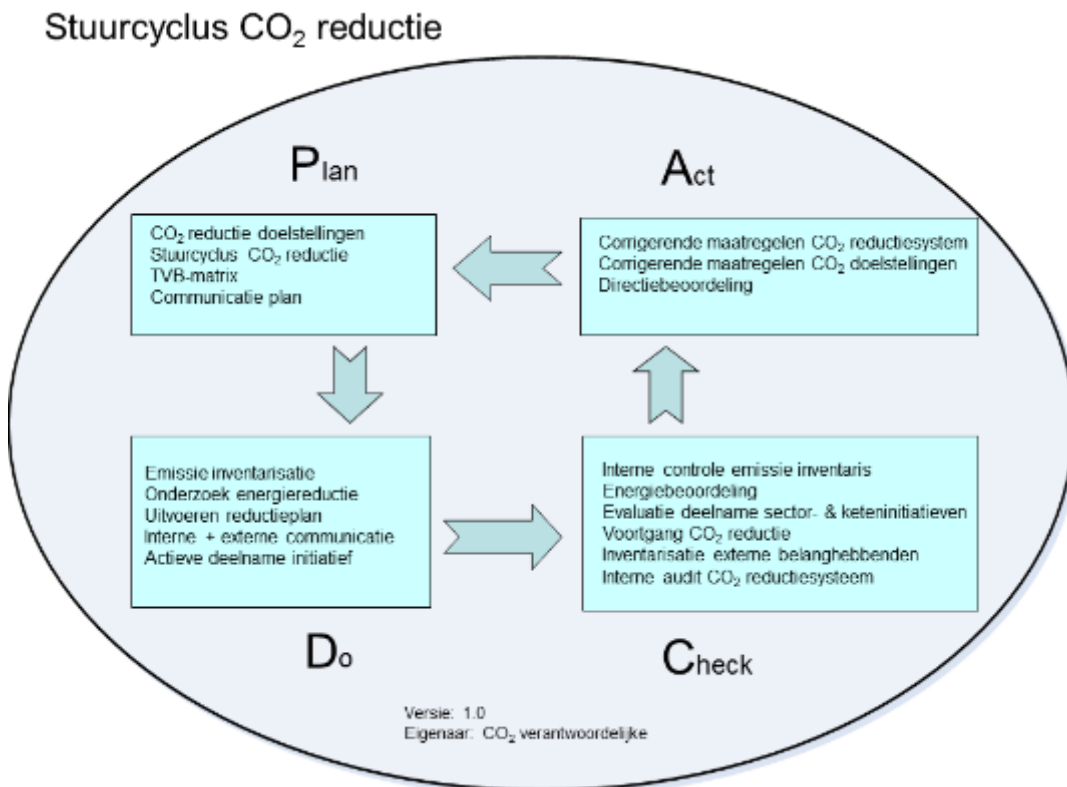 Stuurcyclus CO₂ reductie
Plan
CO₂ reductie doelstellingen
Stuurcyclus CO₂ reductie
TVB-matrix
Communicatie plan
Act
Corrigerende maatregelen CO₂ reductiesystem
Corrigerende maatregelen CO₂ doelstellingen
Directiebeoordeling
Emissie inventarisatie
Onderzoek energiereductie
Uitvoeren reductieplan
Interne + externe communicatie
Actieve deelname initiatief
Do
Interne controle emissie inventaris
Energiebeoordeling
Evaluatie deelname sector- & keteninitiatieven
Voortgang CO₂ reductie
Inventarisatie externe belanghebbenden
Interne audit CO₂ reductiesysteem
Check
Versie: 1.0
Eigenaar: CO₂ verantwoordelijke